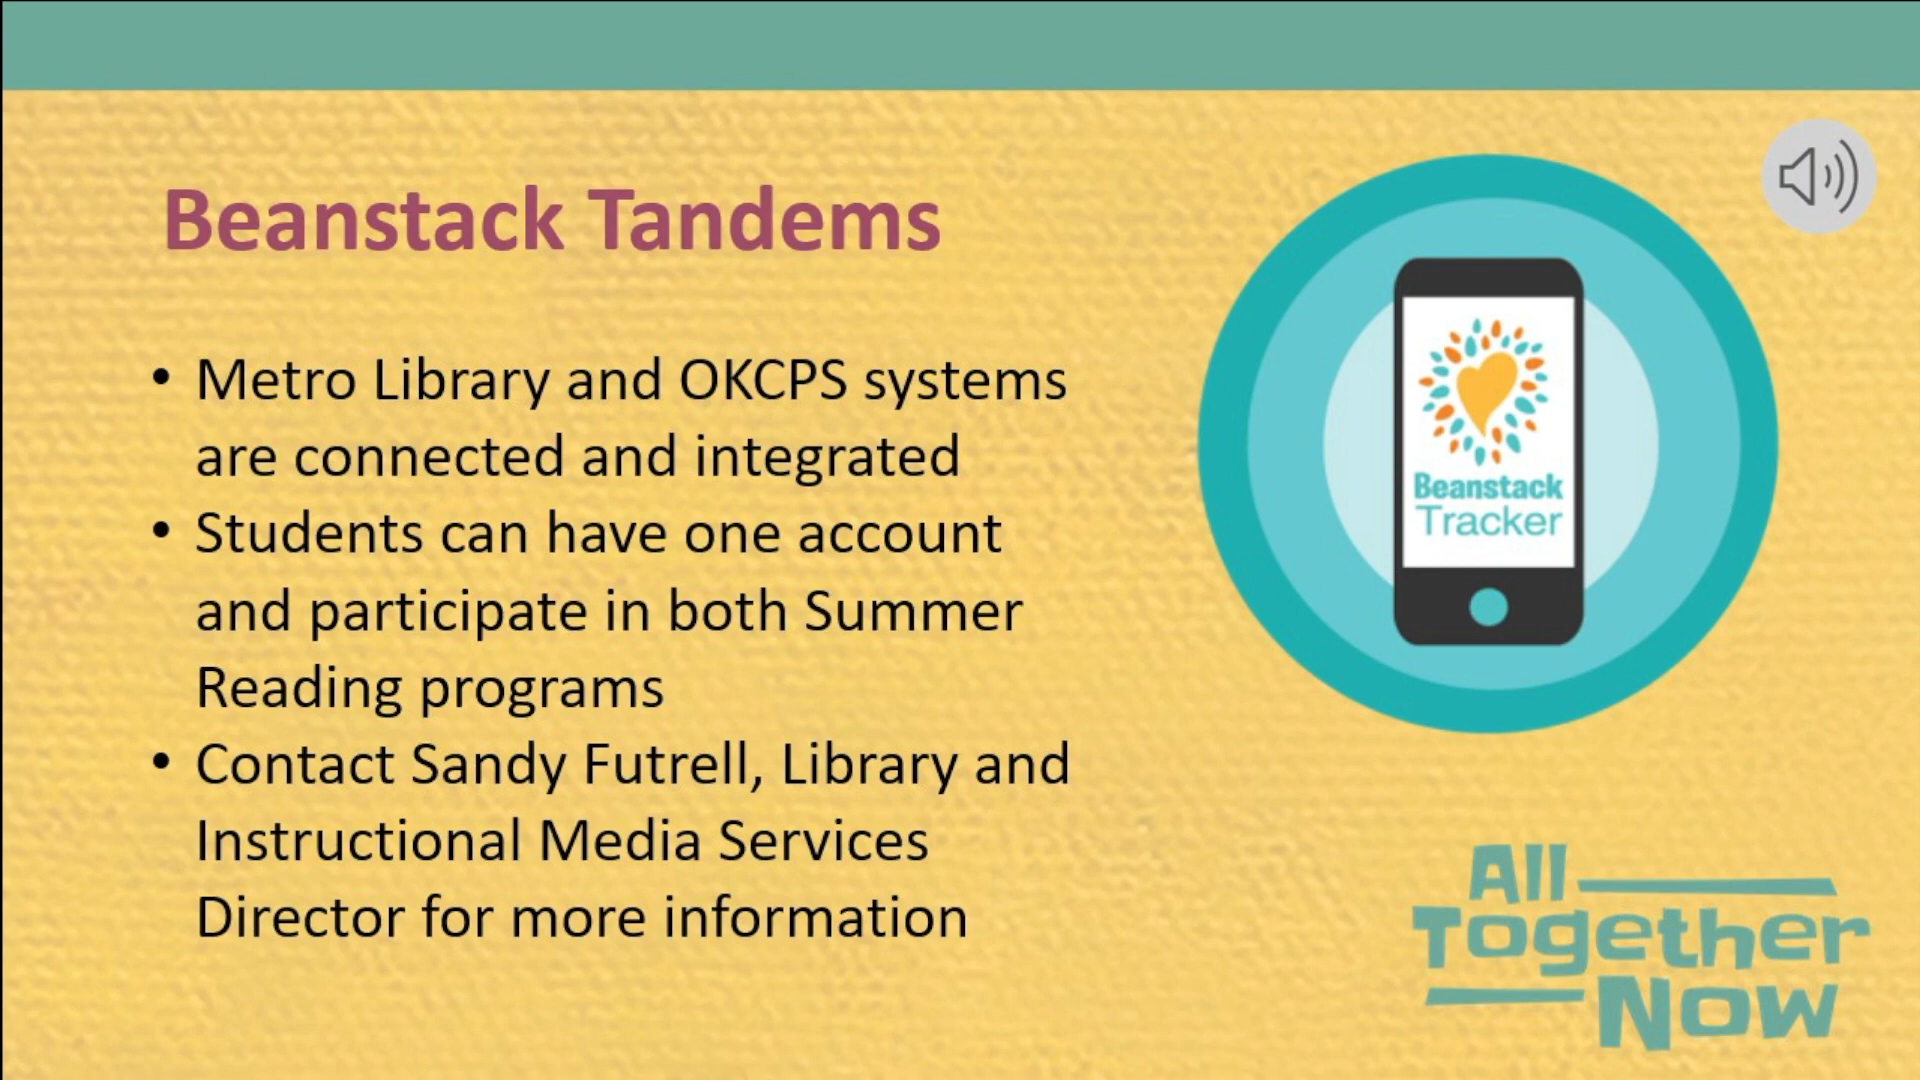 Beanstack Tandems
• Metro Library and OKCPS systems
are connected and integrated
• Students can have one account
and participate in both Summer
Reading programs
• Contact Sandy Futrell, Library and
Instructional Media Services
Director for more information
Beanstack
Tracker
All
Together
Now